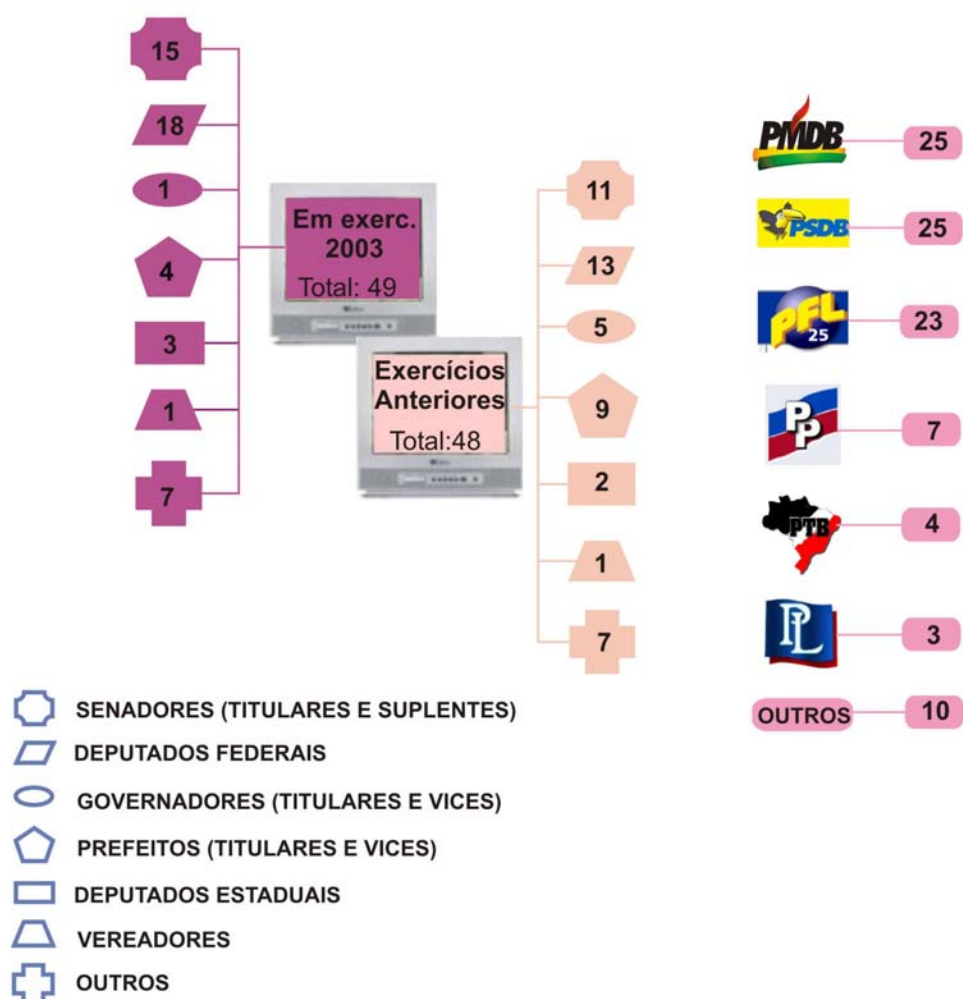 15
18
1
4
3
1
7
Em exerc.
2003
Total: 49
Exercícios
Anteriores
Total:48
11
13
5
9
2
1
7
PMDB
25
PSDB
25
PFL
25
23
PP
7
PTB
4
PL
3
OUTROS
10
SENADORES (TITULARES E SUPLENTES)
DEPUTADOS FEDERAIS
GOVERNADORES (TITULARES E VICES)
PREFEITOS (TITULARES E VICES)
DEPUTADOS ESTADUAIS
VEREADORES
OUTROS